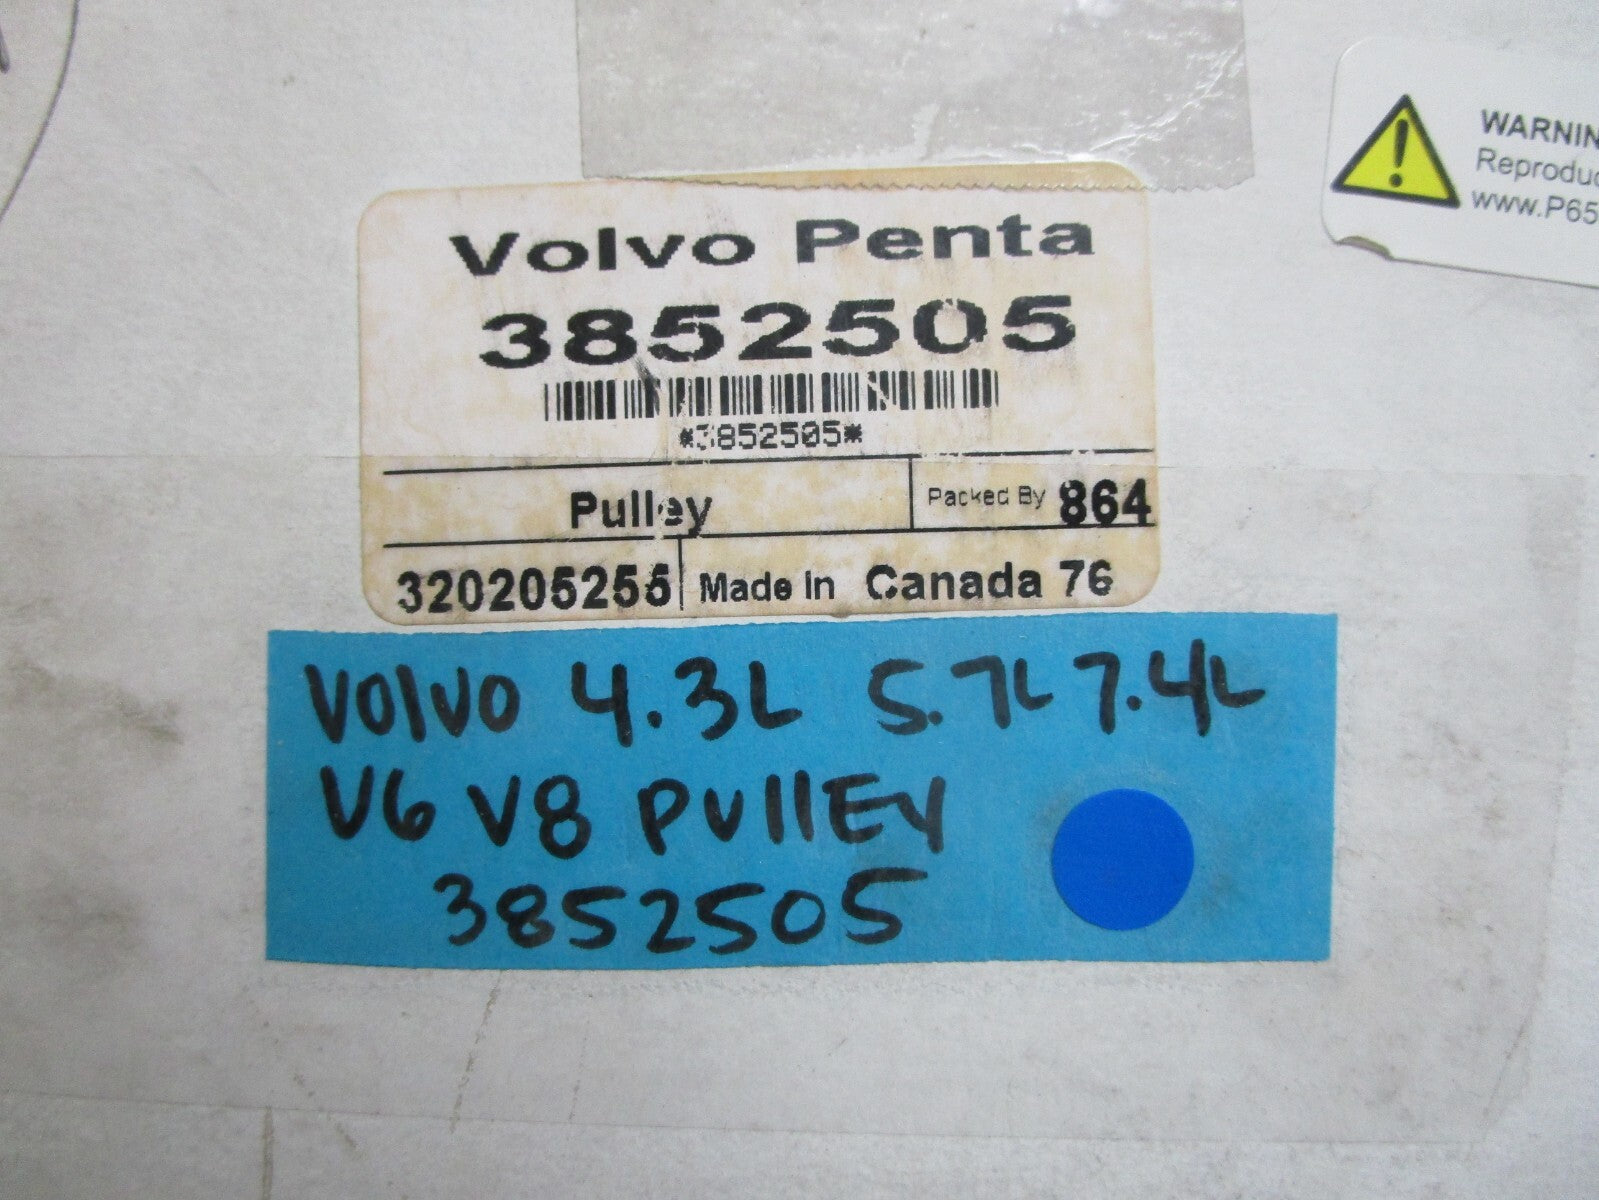 WARNIN
Reproduc
www.P65
Volvo Penta
3852505
*3852505*
Pulley
Packed By 864
320205255
Made In Canada 76
VOLVO 4.3L 5.7L 7.4L
V6 V8 PULLEY
3852505